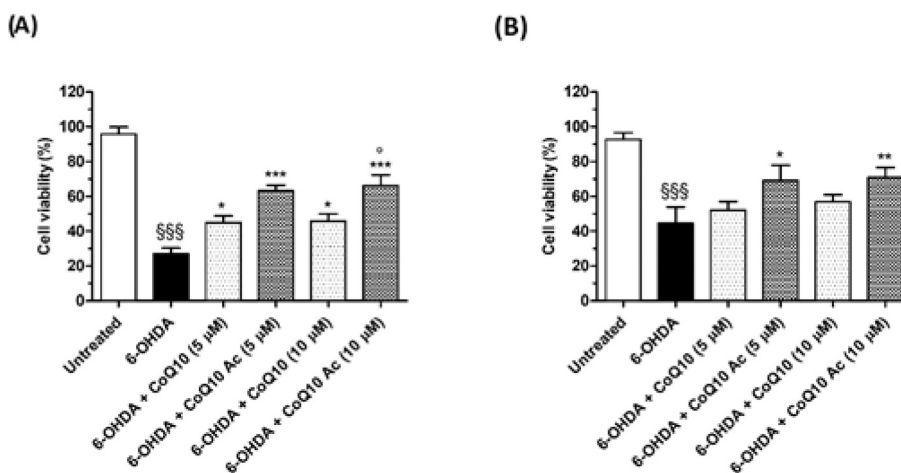 (A)
(B)
Cell viability (%)
120
100
80
60
40
20
0
§§§
*
***
*
°
***
Untreated
6-OHDA
6-OHDA + CoQ10 (5 µM)
6-OHDA + CoQ10 Ac (5 µM)
6-OHDA + CoQ10 (10 µM)
6-OHDA + CoQ10 Ac (10 µM)
Cell viability (%)
120
100
80
60
40
20
0
§§§
*
**
Untreated
6-OHDA
6-OHDA + CoQ10 (5 µM)
6-OHDA + CoQ10 Ac (5 µM)
6-OHDA + CoQ10 (10 µM)
6-OHDA + CoQ10 Ac (10 µM)